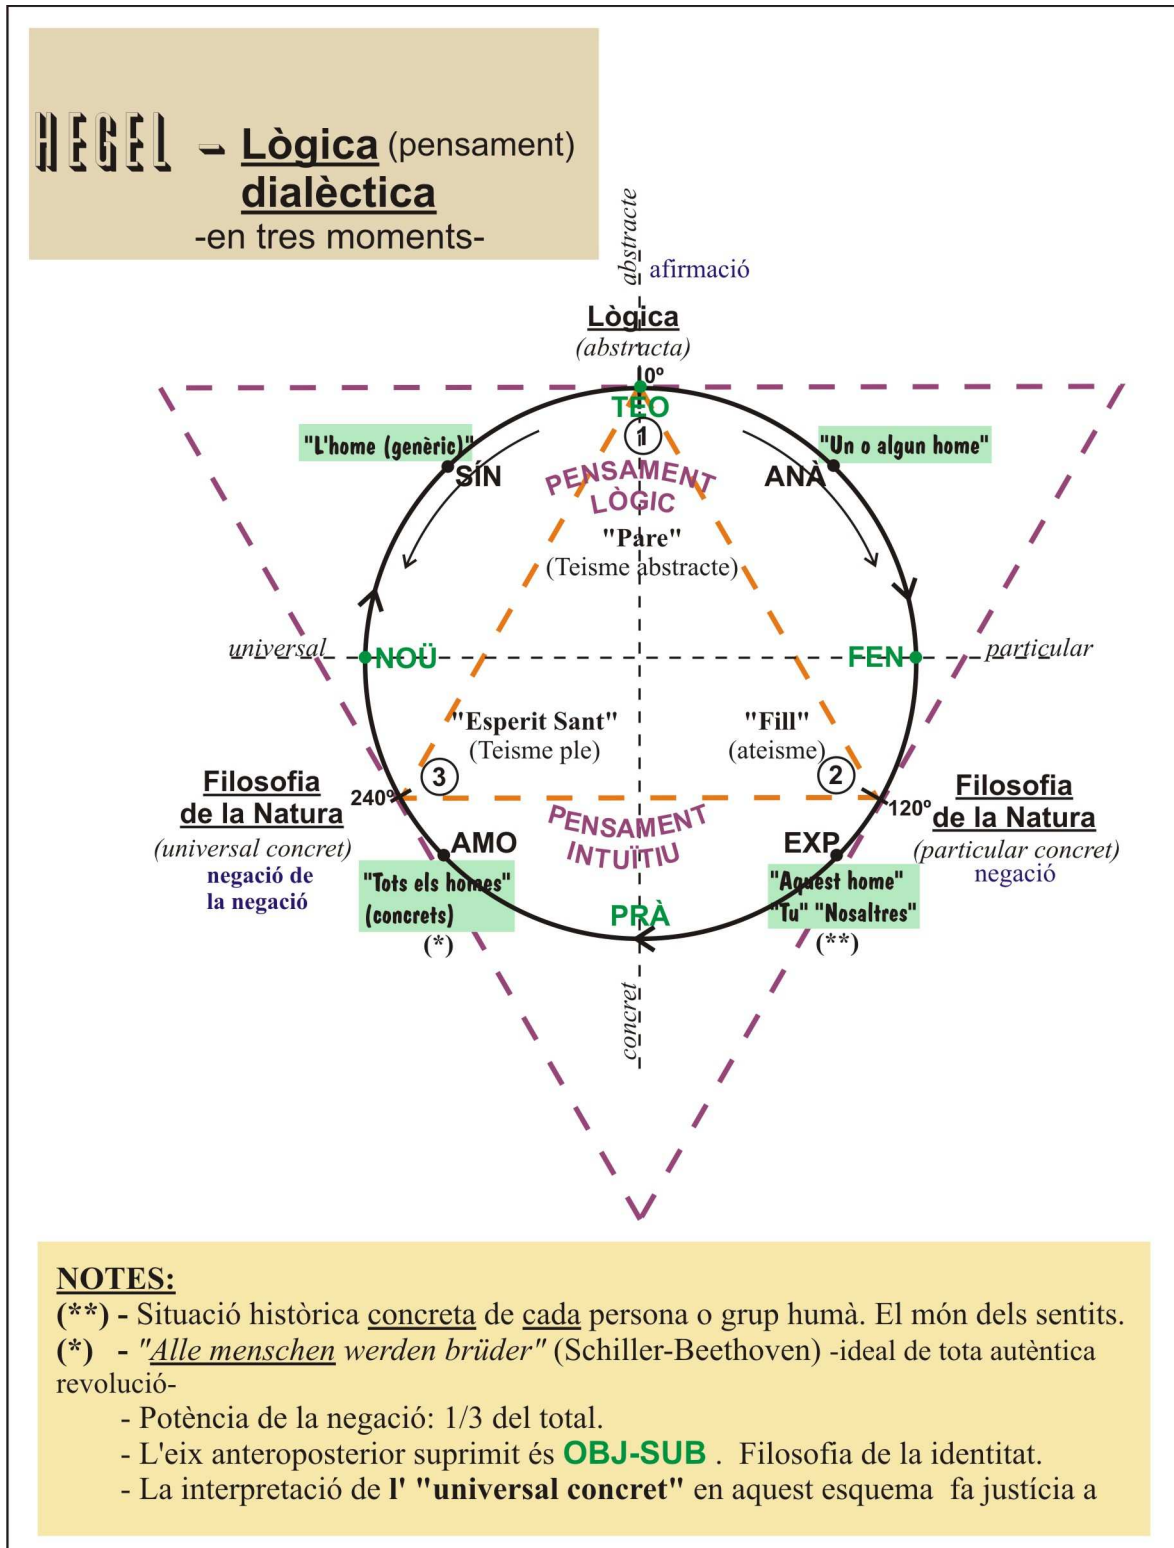 HEGEL - Lògica (pensament)
dialèctica
-en tres moments-
abstracte
afirmació
Lògica
(abstracta)
0º
TEO
1
"L'home (genèric)"
"Un o algun home"
SÍN
ANÀ
PENSAMENT
LÒGIC
"Pare"
(Teisme abstracte)
universal
NOÜ
FEN
particular
"Esperit Sant"
(Teisme ple)
"Fill"
(ateisme)
3
2
Filosofia
de la Natura
(universal concret)
negació de
la negació
240º
120º
Filosofia
de la Natura
(particular concret)
negació
PENSAMENT
INTUÏTIU
AMO
EXP
"Tots els homes"
(concrets)
(*)
"Aquest home"
"Tu" "Nosaltres"
(**)
PRÀ
concret
NOTES:
(**) - Situació històrica concreta de cada persona o grup humà. El món dels sentits.
(*) - "Alle menschen werden brüder" (Schiller-Beethoven) -ideal de tota autèntica
revolució-
- Potència de la negació: 1/3 del total.
- L'eix anteroposterior suprimit és OBJ-SUB . Filosofia de la identitat.
- La interpretació de l' "universal concret" en aquest esquema fa justícia a